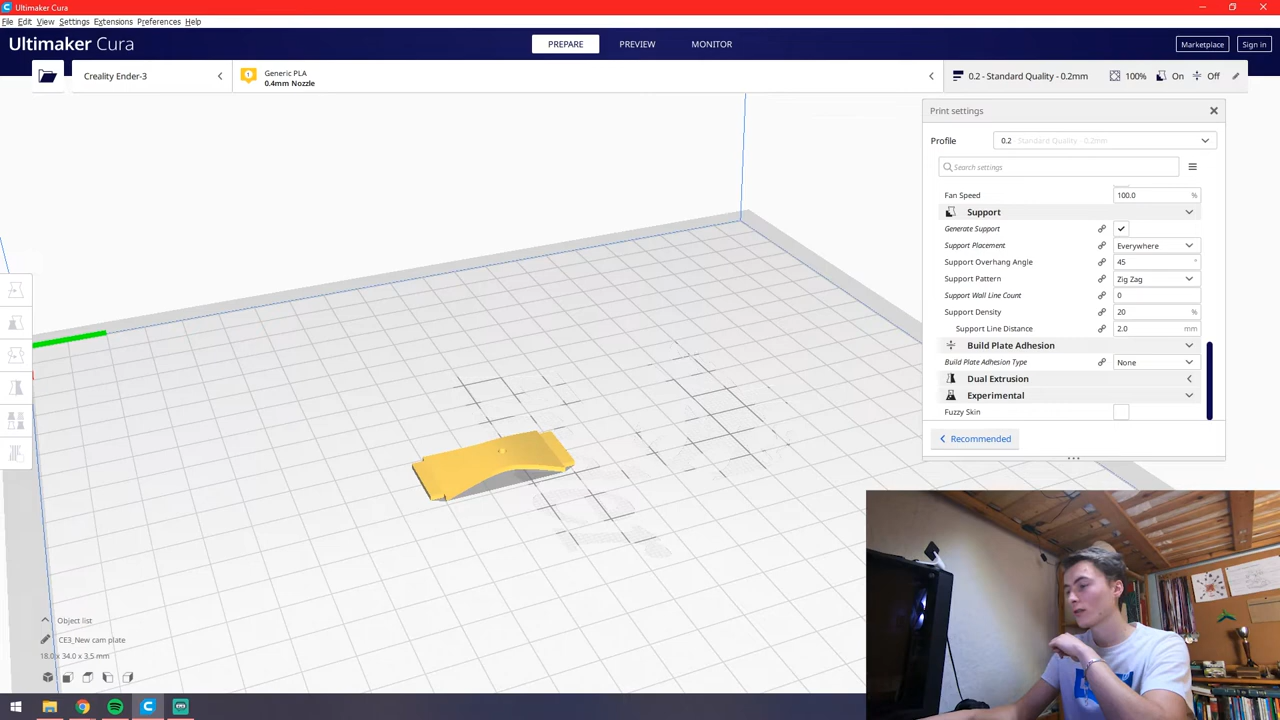 Ultimaker Cura
File Edit View Settings Extensions Preferences Help
Ultimaker Cura
PREPARE PREVIEW MONITOR
Marketplace Sign in
Creality Ender-3
1 Generic PLA
0.4mm Nozzle
0.2 - Standard Quality - 0.2mm 100% On Off
Print settings
Profile 0.2 Standard Quality - 0.2mm
Search settings
Fan Speed 100.0 %
Support
Generate Support
Support Placement Everywhere
Support Overhang Angle 45 °
Support Pattern Zig Zag
Support Wall Line Count 0
Support Density 20 %
Support Line Distance 2.0 mm
Build Plate Adhesion
Build Plate Adhesion Type None
Dual Extrusion
Experimental
Fuzzy Skin
Recommended
Object list
CE3_New cam plate
18.0 x 34.0 x 3.5 mm